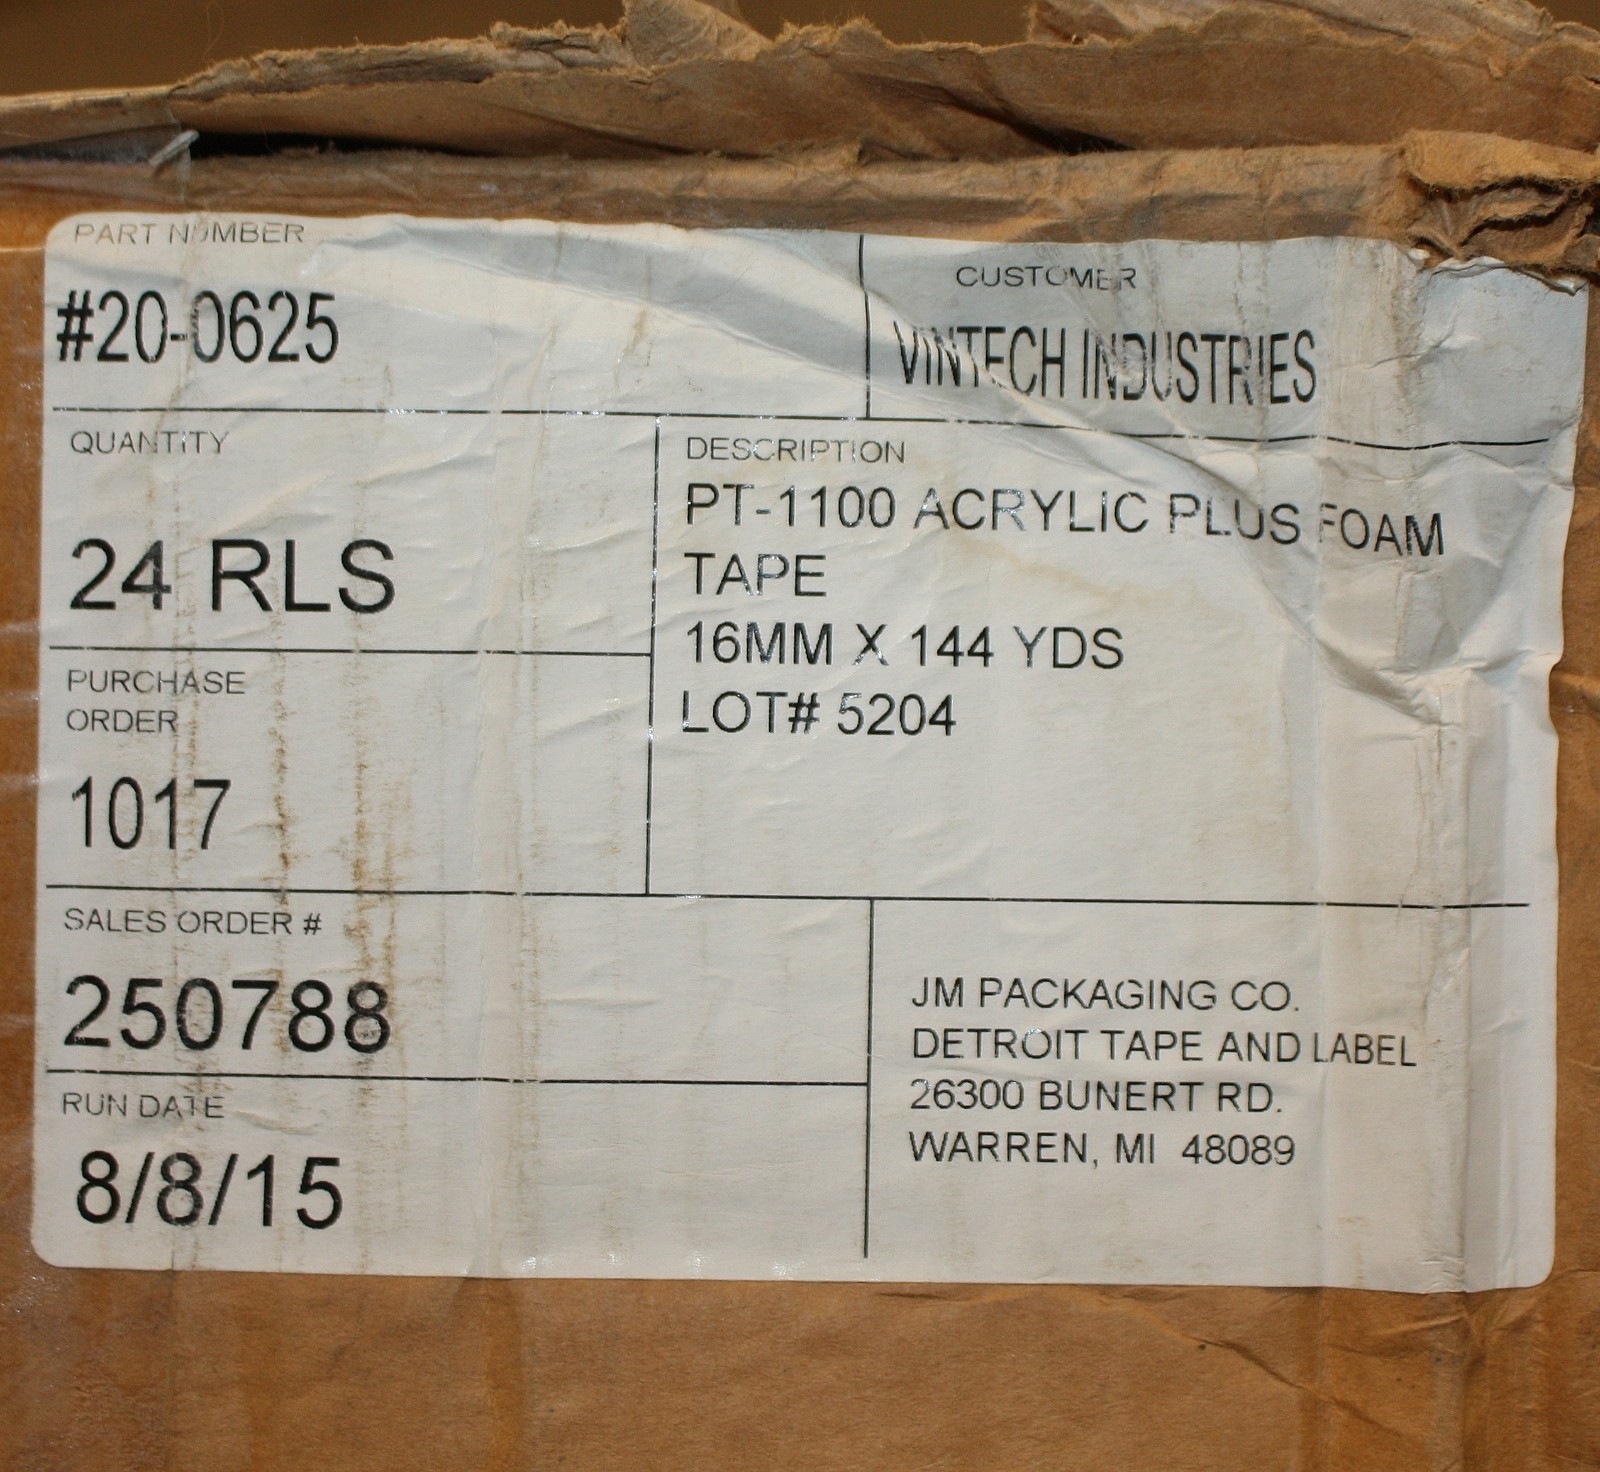 PART NUMBER
#20-0625
CUSTOMER
VINTECH INDUSTRIES
QUANTITY
24 RLS
DESCRIPTION
PT-1100 ACRYLIC PLUS FOAM
TAPE
16MM X 144 YDS
LOT# 5204
PURCHASE
ORDER
1017
SALES ORDER #
250788
RUN DATE
8/8/15
JM PACKAGING CO.
DETROIT TAPE AND LABEL
26300 BUNERT RD.
WARREN, MI 48089